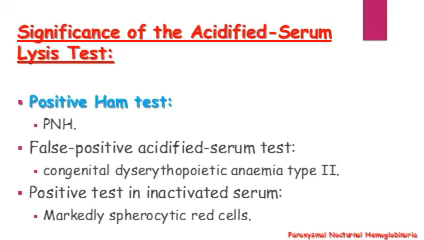 Significance of the Acidified-Serum
Lysis Test:
Positive Ham test:
PNH.
False-positive acidified-serum test:
congenital dyserythopoietic anaemia type II.
Positive test in inactivated serum:
Markedly spherocytic red cells.
Paroxysmal Nocturnal Hemoglobinuria